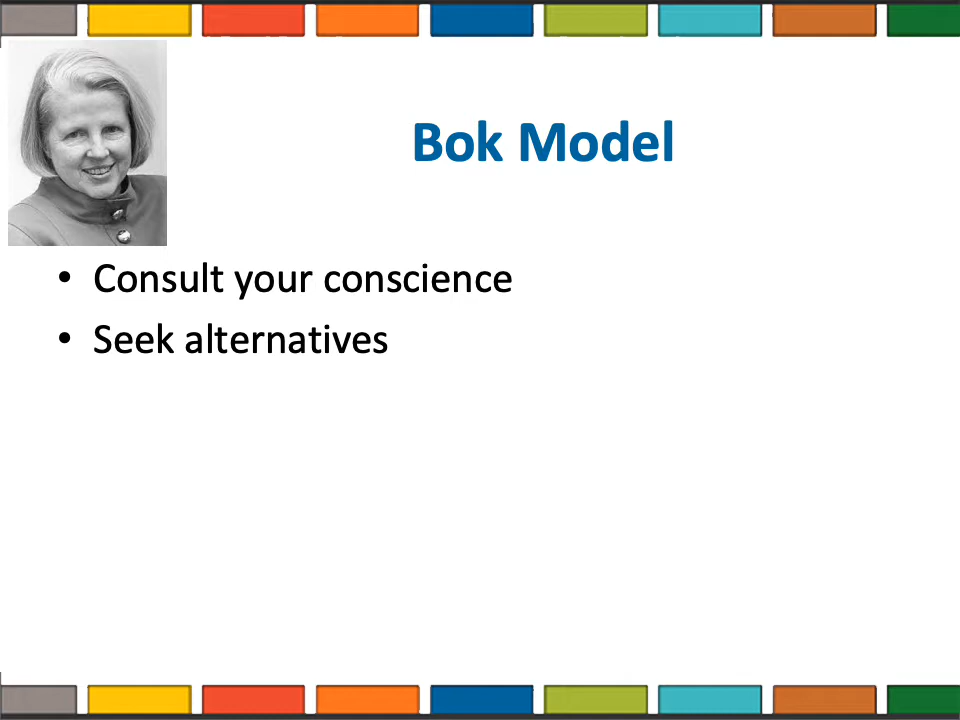 Bok Model
• Consult your conscience
• Seek alternatives